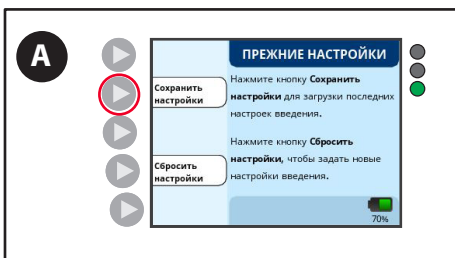 A
ПРЕЖНИЕ НАСТРОЙКИ
Сохранить
настройки
Нажмите кнопку Сохранить
настройки для загрузки последних
настроек введения.
Нажмите кнопку Сбросить
настройки, чтобы задать новые
настройки введения.
Сбросить
настройки
70%